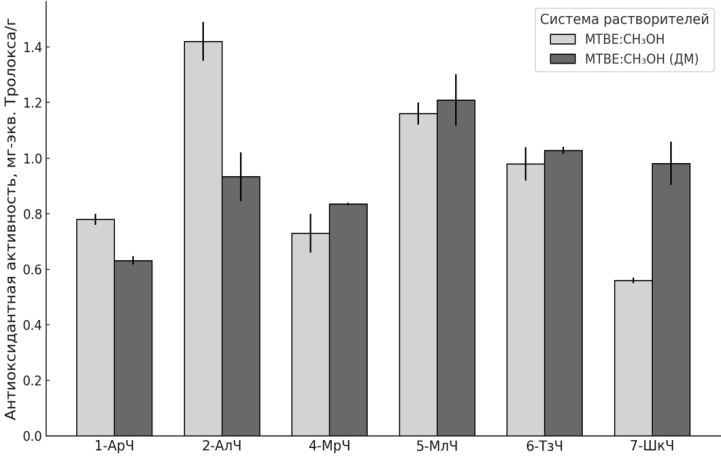 Антиоксидантная активность, мг-экв. Тролокса/г
1.4
1.2
1.0
0.8
0.6
0.4
0.2
0.0
Система растворителей
MTBE:CH₃OH
MTBE:CH₃OH (ДМ)
1-АрЧ 2-АлЧ 4-МрЧ 5-МлЧ 6-ТзЧ 7-ШкЧ